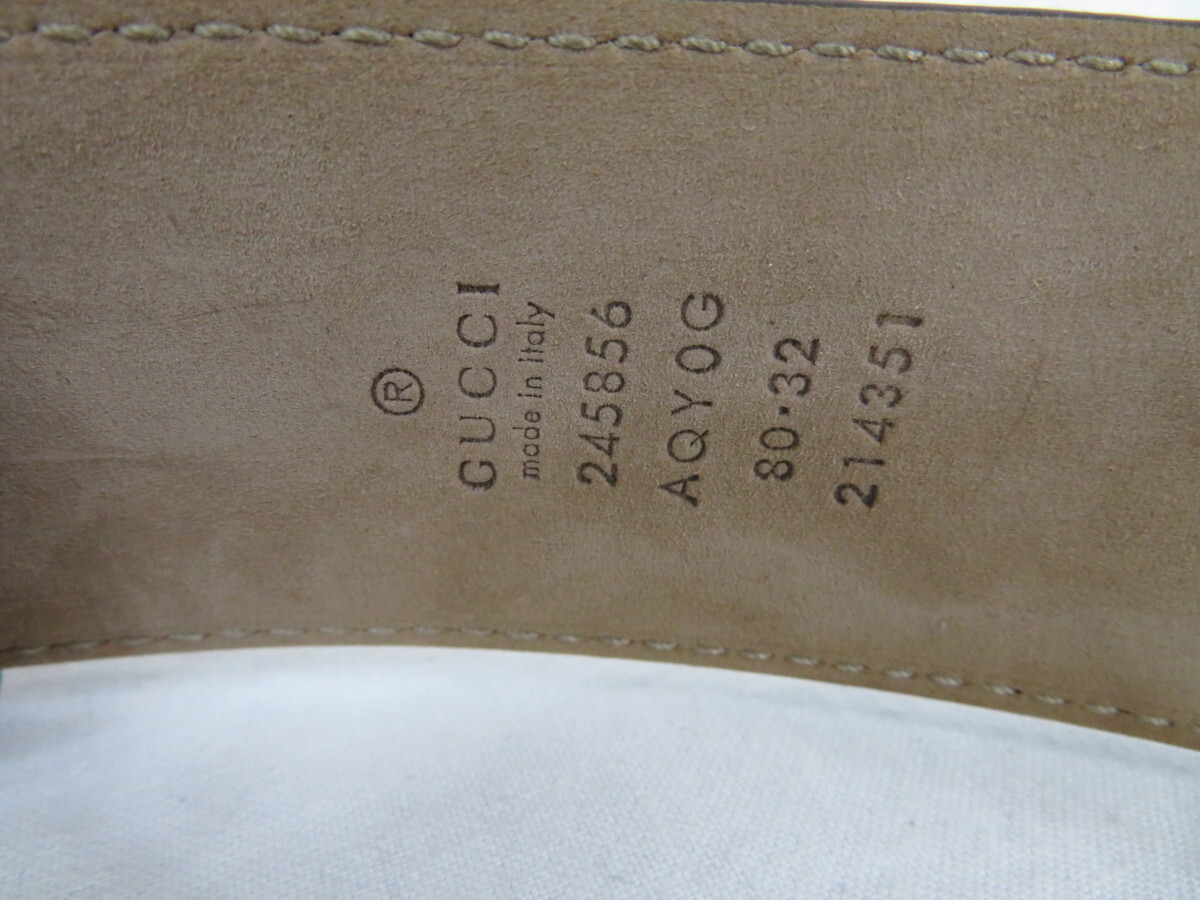 ®
GUCCI
made in italy
245856
AQY0G
80·32
214351